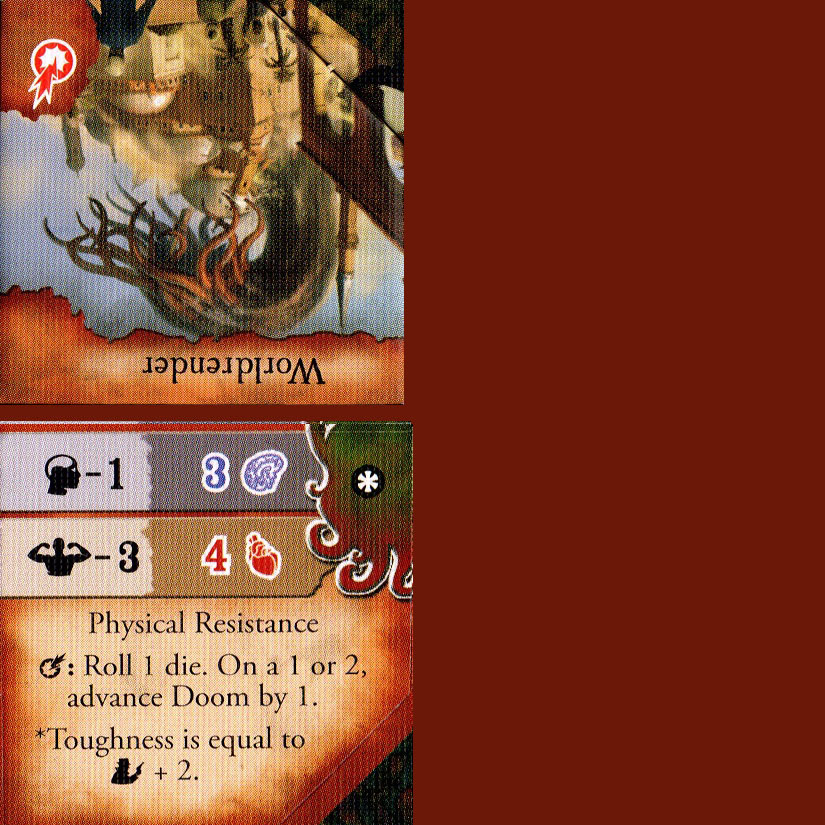 Worldrender
-1 3 *
-3 4
Physical Resistance
: Roll 1 die. On a 1 or 2,
advance Doom by 1.
*Toughness is equal to
+ 2.